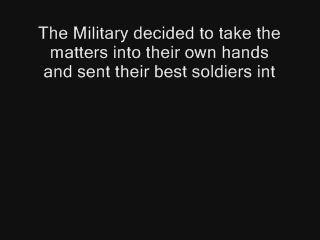 The Military decided to take the
matters into their own hands
and sent their best soldiers int